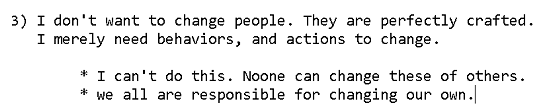 3) I don't want to change people. They are perfectly crafted.
I merely need behaviors, and actions to change.
* I can't do this. Noone can change these of others.
* we all are responsible for changing our own.